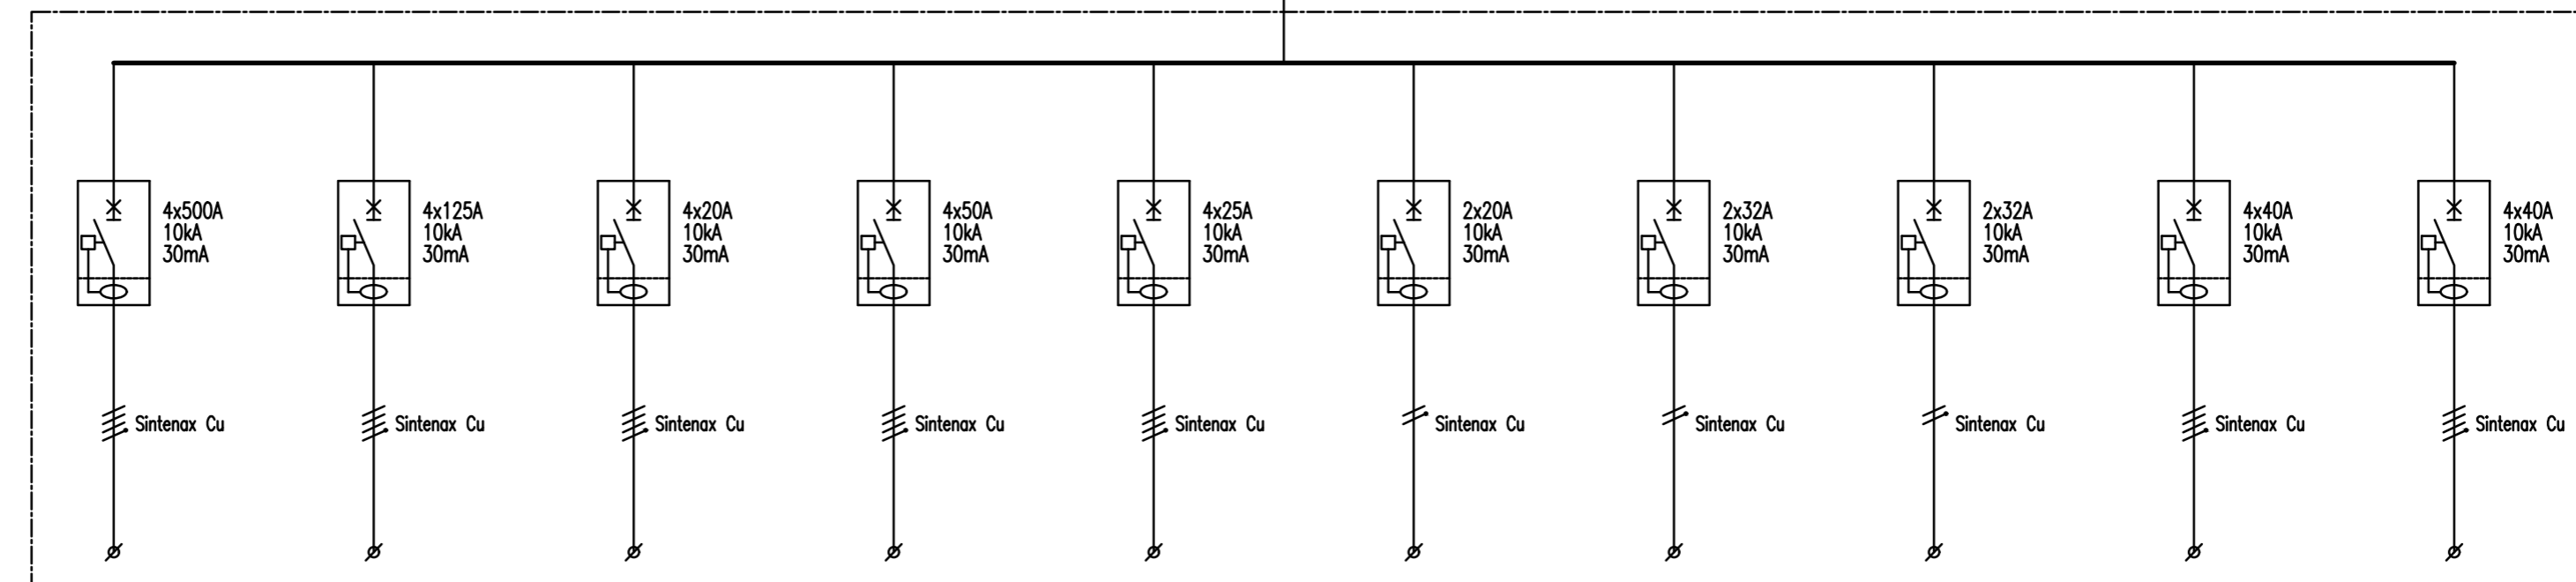 4x500A
10kA
30mA
4x125A
10kA
30mA
4x20A
10kA
30mA
4x50A
10kA
30mA
4x25A
10kA
30mA
2x20A
10kA
30mA
2x32A
10kA
30mA
2x32A
10kA
30mA
4x40A
10kA
30mA
4x40A
10kA
30mA
Sintenax Cu
Sintenax Cu
Sintenax Cu
Sintenax Cu
Sintenax Cu
Sintenax Cu
Sintenax Cu
Sintenax Cu
Sintenax Cu
Sintenax Cu